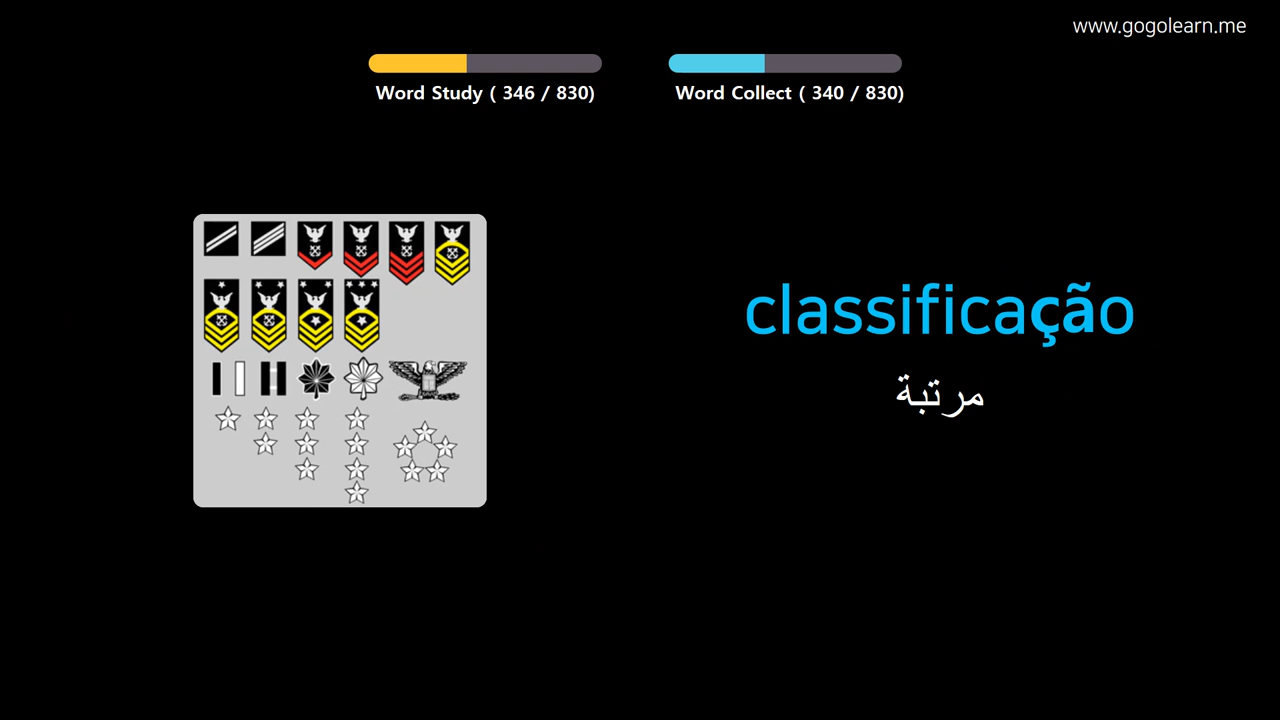 www.gogolearn.me
Word Study ( 346 / 830)
Word Collect ( 340 / 830)
classificação
مرتبة